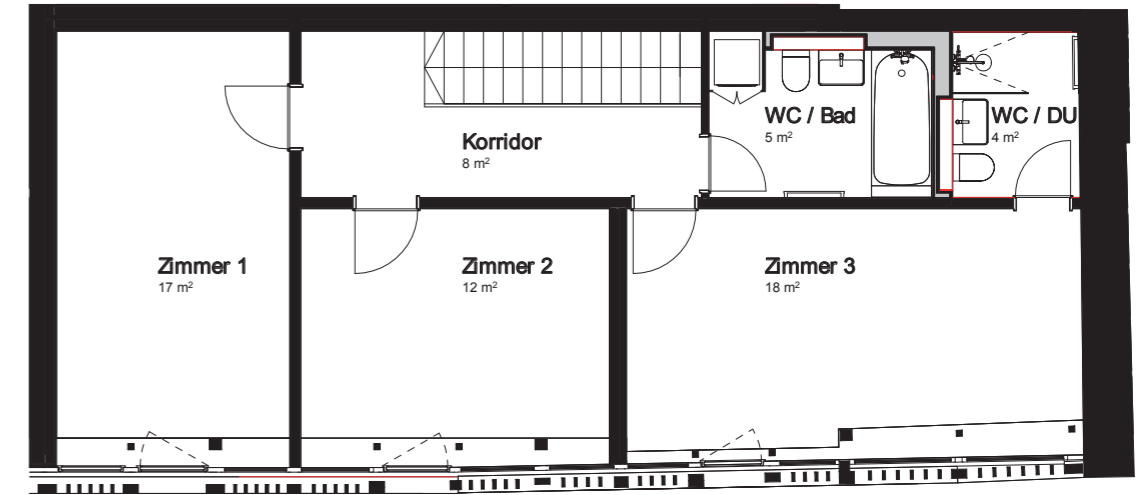 WC / Bad
5 m²
WC / DU
4 m²
Korridor
8 m²
Zimmer 1
17 m²
Zimmer 2
12 m²
Zimmer 3
18 m²